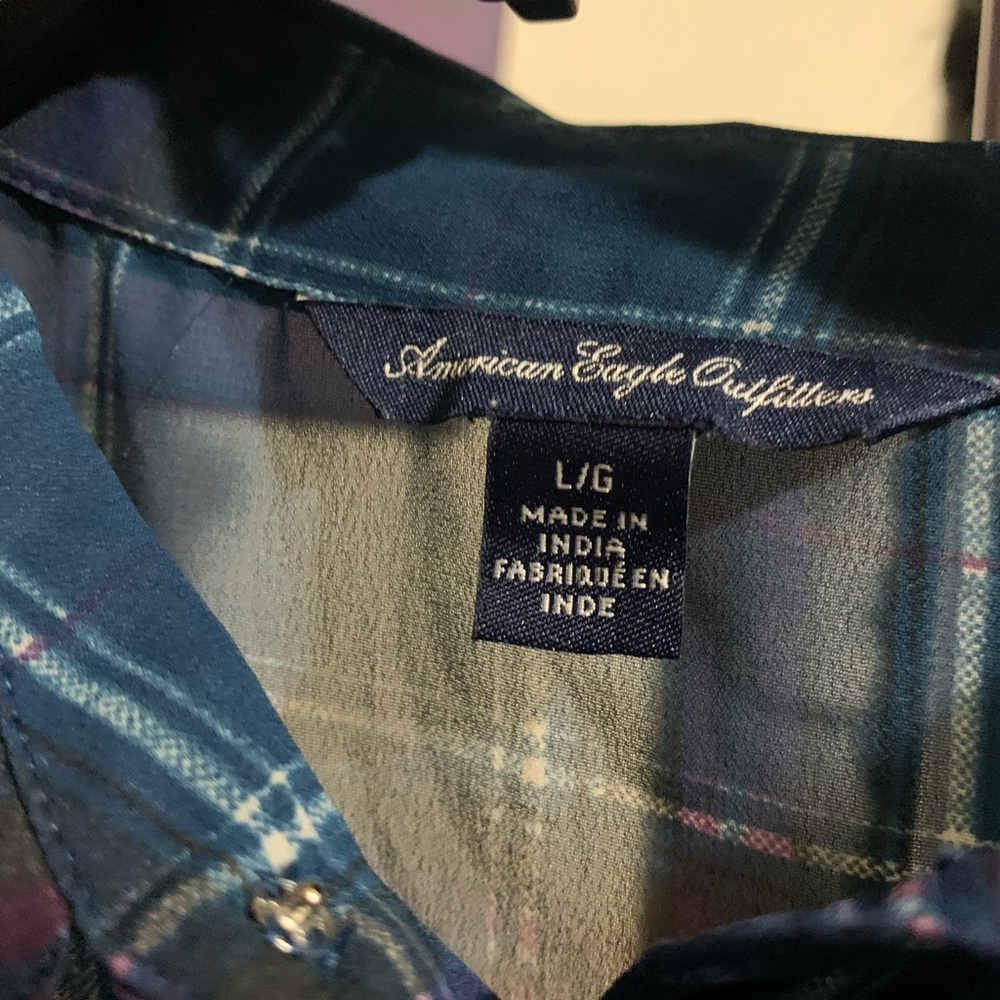 American Eagle Outfitters
L/G
MADE IN
INDIA
FABRIQUÉ EN
INDE